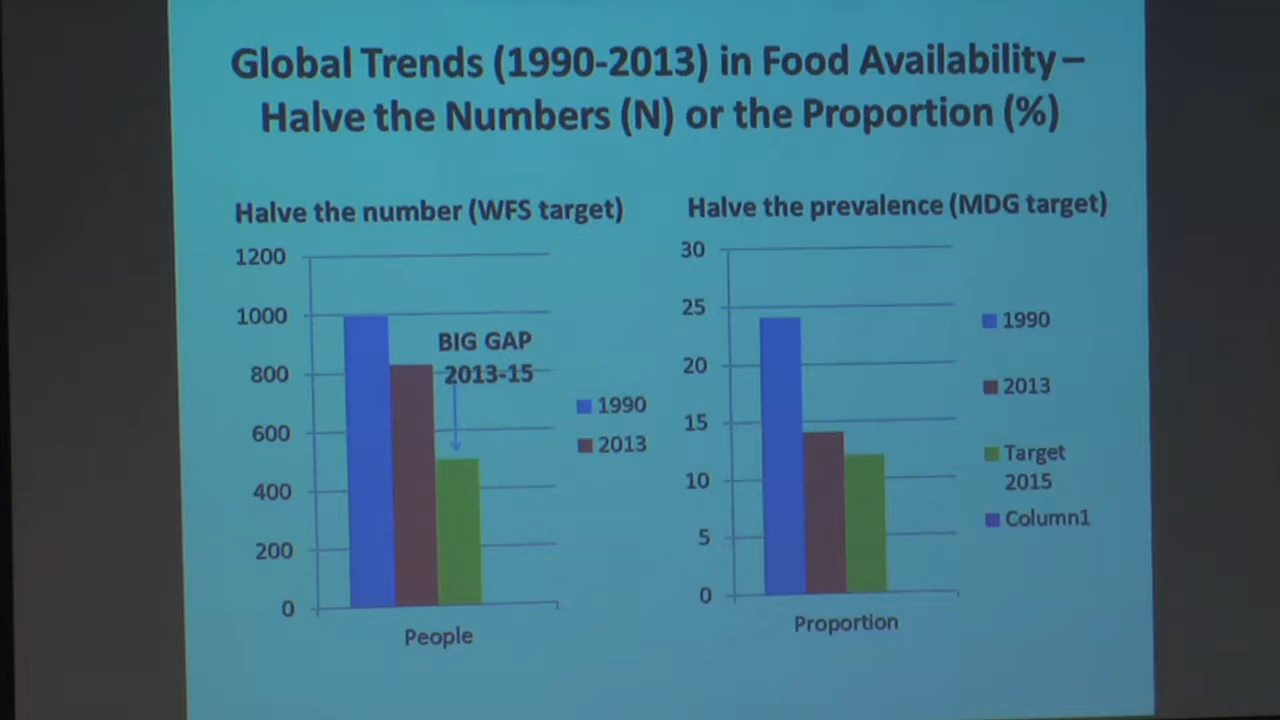 Global Trends (1990-2013) in Food Availability –
Halve the Numbers (N) or the Proportion (%)
Halve the number (WFS target)
1200
1000
800
600
400
200
0
BIG GAP
2013-15
People
1990
2013
Halve the prevalence (MDG target)
30
25
20
15
10
5
0
Proportion
1990
2013
Target
2015
Column1